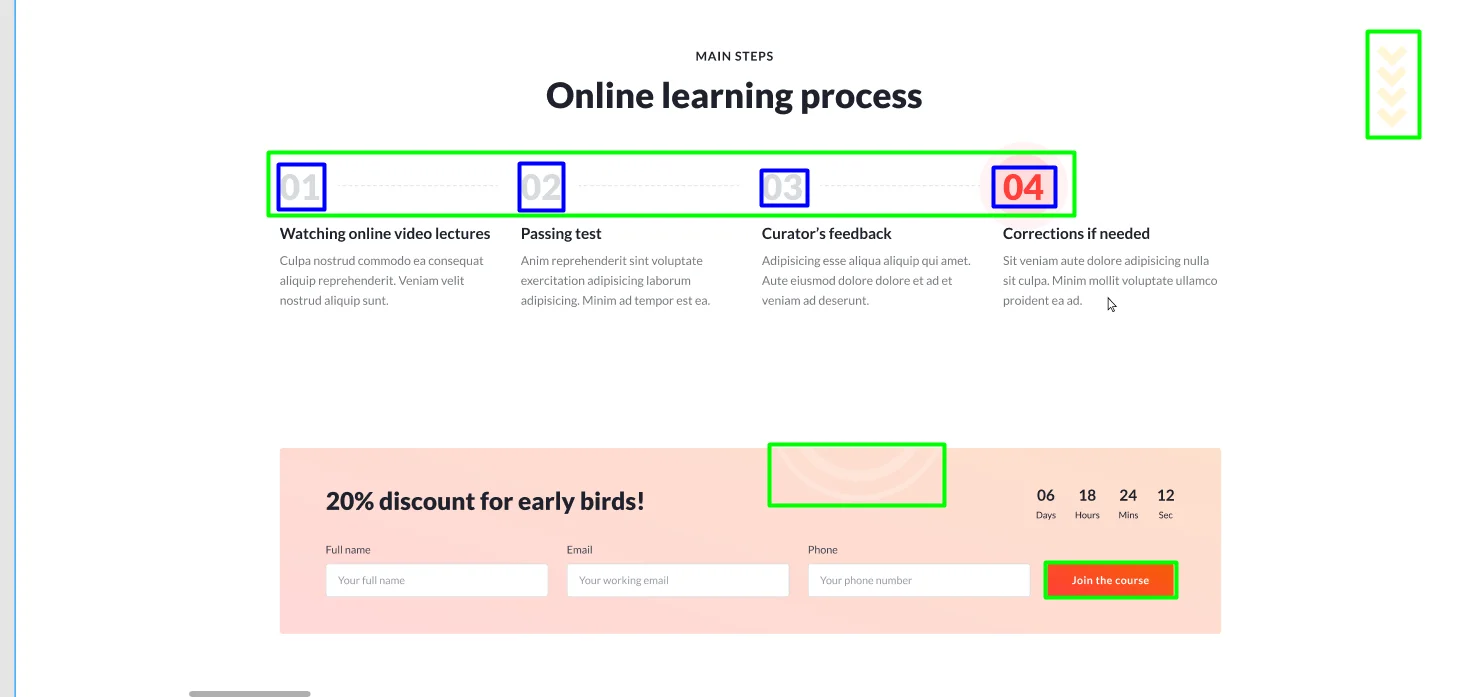 MAIN STEPS
Online learning process
01 02 03 04
Watching online video lectures
Culpa nostrud commodo ea consequat
aliquip reprehenderit. Veniam velit
nostrud aliquip sunt.
Passing test
Anim reprehenderit sint voluptate
exercitation adipisicing laborum
adipisicing. Minim ad tempor est ea.
Curator’s feedback
Adipisicing esse aliqua aliquip qui amet.
Aute eiusmod dolore dolore et ad et
veniam ad deserunt.
Corrections if needed
Sit veniam aute dolore adipisicing nulla
sit culpa. Minim mollit voluptate ullamco
proident ea ad.
20% discount for early birds!
06 18 24 12
Days Hours Mins Sec
Full name
Your full name
Email
Your working email
Phone
Your phone number
Join the course